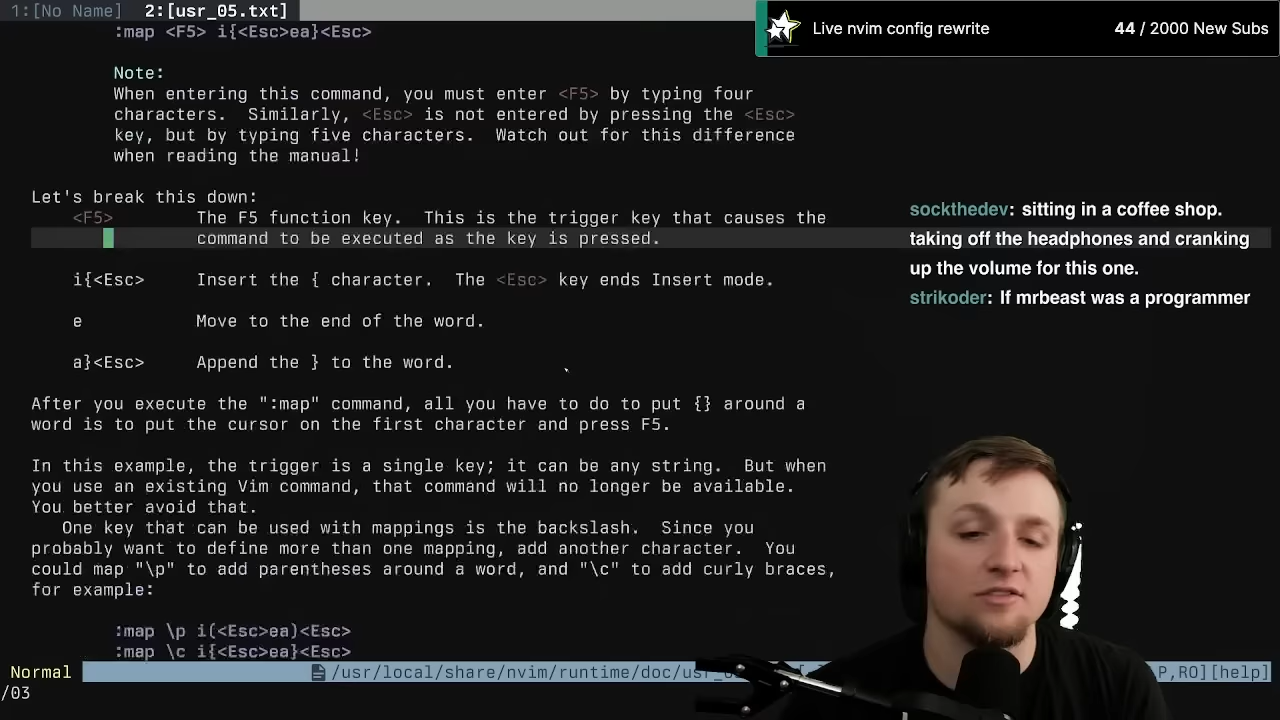 1:[No Name]  2:[usr_05.txt]
:map <F5> i{<Esc>ea}<Esc>
Live nvim config rewrite
44 / 2000 New Subs
Note:
When entering this command, you must enter <F5> by typing four
characters.  Similarly, <Esc> is not entered by pressing the <Esc>
key, but by typing five characters.  Watch out for this difference
when reading the manual!
Let's break this down:
<F5>        The F5 function key.  This is the trigger key that causes the
command to be executed as the key is pressed.
i{<Esc>     Insert the { character.  The <Esc> key ends Insert mode.
e           Move to the end of the word.
a}<Esc>     Append the } to the word.
After you execute the ":map" command, all you have to do to put {} around a
word is to put the cursor on the first character and press F5.
In this example, the trigger is a single key; it can be any string.  But when
you use an existing Vim command, that command will no longer be available.
You better avoid that.
One key that can be used with mappings is the backslash.  Since you
probably want to define more than one mapping, add another character.  You
could map "\p" to add parentheses around a word, and "\c" to add curly braces,
for example:
:map \p i(<Esc>ea)<Esc>
:map \c i{<Esc>ea}<Esc>
sockthedev: sitting in a coffee shop.
taking off the headphones and cranking
up the volume for this one.
strikoder: If mrbeast was a programmer
Normal
/usr/local/share/nvim/runtime/doc/usr_0
P,RO][help]
/03